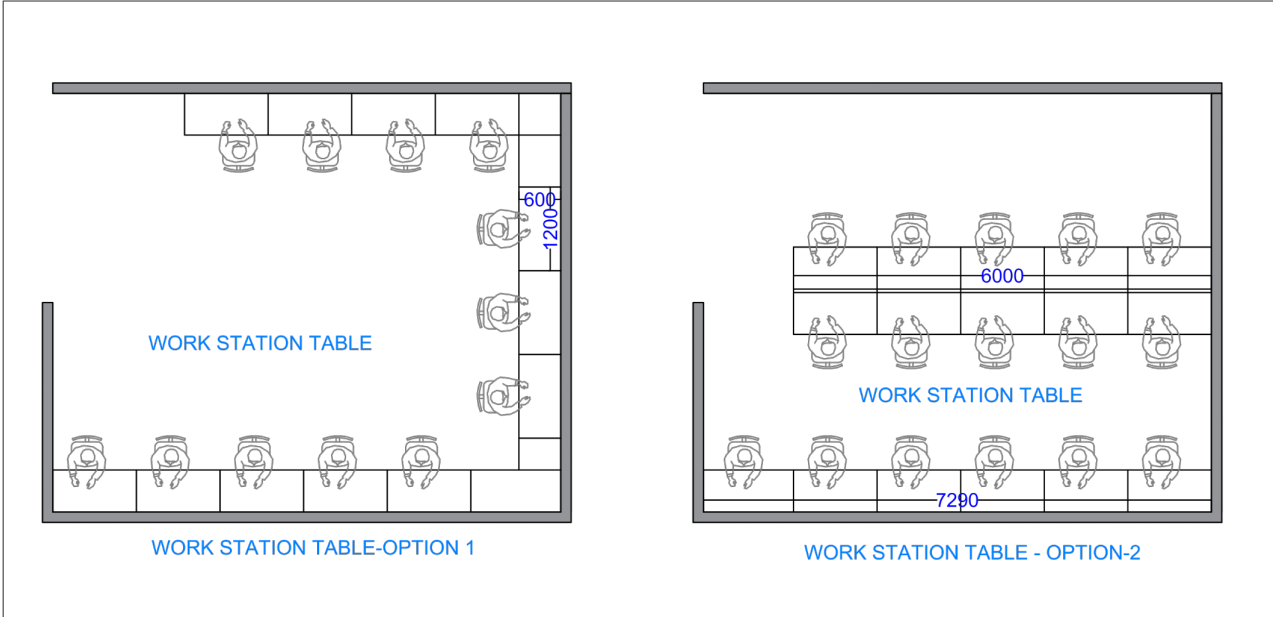 600
1200
WORK STATION TABLE
WORK STATION TABLE-OPTION 1
6000
WORK STATION TABLE
7290
WORK STATION TABLE - OPTION-2